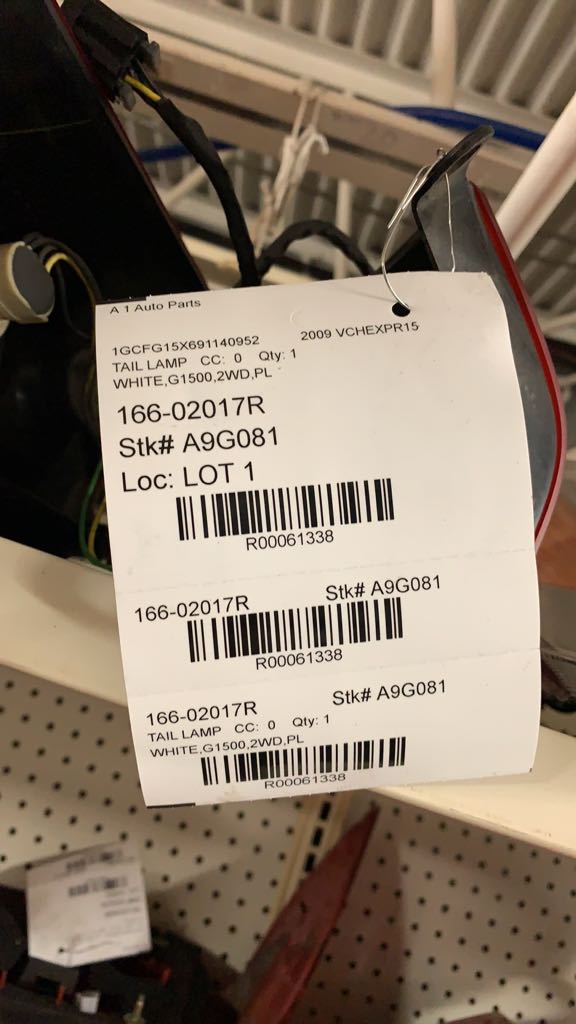 A 1 Auto Parts
1GCFG15X691140952 2009 VCHEXPR15
TAIL LAMP CC: 0 Qty: 1
WHITE,G1500,2WD,PL
166-02017R
Stk# A9G081
Loc: LOT 1
R00061338
166-02017R Stk# A9G081
R00061338
166-02017R Stk# A9G081
TAIL LAMP CC: 0 Qty: 1
WHITE,G1500,2WD,PL
R00061338